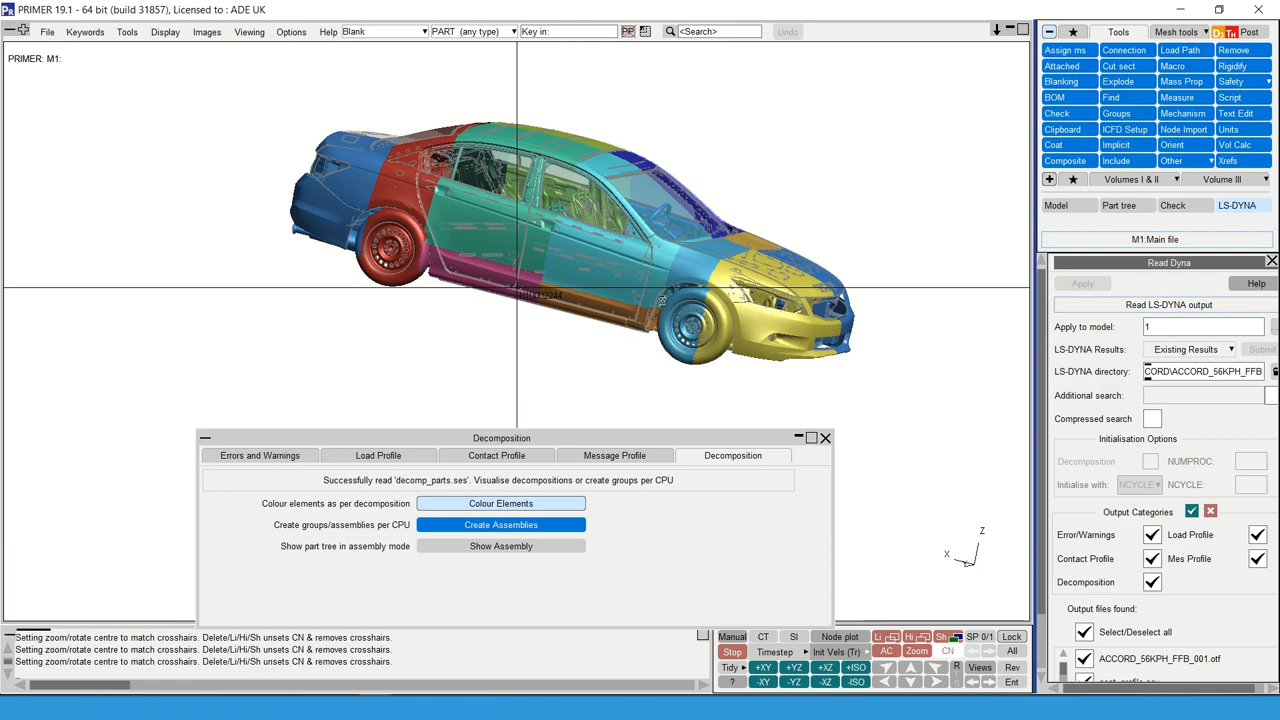 PRIMER 19.1 - 64 bit (build 31857), Licensed to : ADE UK
File Keywords Tools Display Images Viewing Options Help Blank PART (any type) Key in: <Search> Undo
PRIMER: M1:
Tools Mesh tools D3 TH Post
Assign ms Connection Load Path Remove
Attached Cut sect Macro Rigidify
Blanking Explode Mass Prop Safety
BOM Find Measure Script
Check Groups Mechanism Text Edit
Clipboard ICFD Setup Node Import Units
Coat Implicit Orient Vol Calc
Composite Include Other Xrefs
Volumes I & II Volume III
Model Part tree Check LS-DYNA
M1:Main file
Read Dyna
Apply Help
Read LS-DYNA output
Apply to model: 1
LS-DYNA Results: Existing Results Submit
LS-DYNA directory: CORD\ACCORD_56KPH_FFB
Additional search:
Compressed search
Initialisation Options
Decomposition NUMPROC:
Initialise with: NCYCLE NCYCLE:
Output Categories
Error/Warnings Load Profile
Contact Profile Mes Profile
Decomposition
Output files found:
Select/Deselect all
ACCORD_56KPH_FFB_001.otf
Decomposition
Errors and Warnings Load Profile Contact Profile Message Profile Decomposition
Successfully read 'decomp_parts.ses'. Visualise decompositions or create groups per CPU
Colour elements as per decomposition Colour Elements
Create groups/assemblies per CPU Create Assemblies
Show part tree in assembly mode Show Assembly
Z
X
Setting zoom/rotate centre to match crosshairs. Delete/Li/Hi/Sh unsets CN & removes crosshairs.
Setting zoom/rotate centre to match crosshairs. Delete/Li/Hi/Sh unsets CN & removes crosshairs.
Setting zoom/rotate centre to match crosshairs. Delete/Li/Hi/Sh unsets CN & removes crosshairs.
Manual CT SI Node plot Li Hi Sh SP 0/1 Lock
Stop Timestep Init Vels (Tr) AC Zoom CN All
Tidy +XY +YZ +XZ +ISO R Views Rev
? -XY -YZ -XZ -ISO S Ent